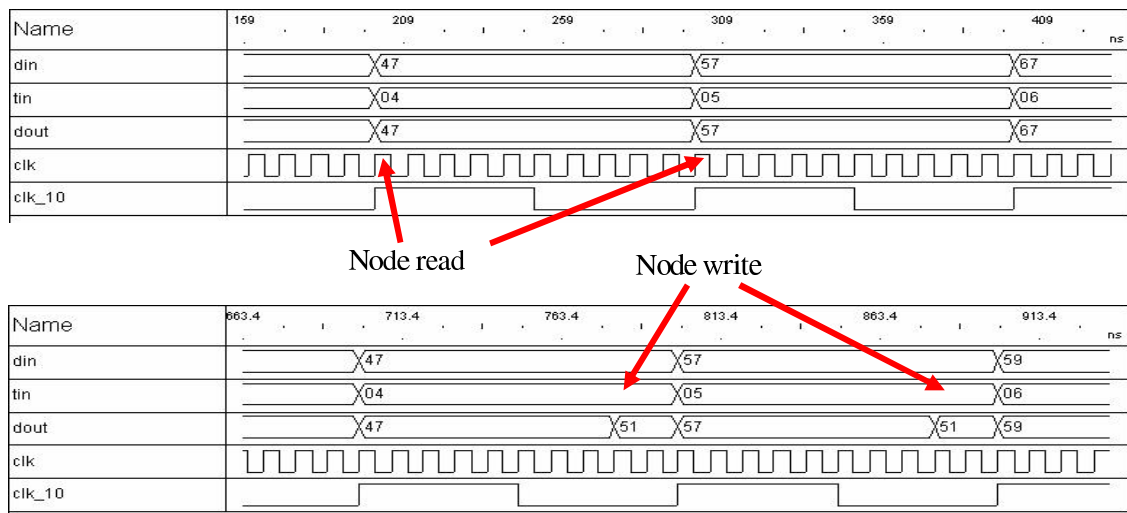 Name 159 209 259 309 359 409 ns
din 47 57 67
tin 04 05 06
dout 47 57 67
clk
clk_10
Node read Node write
Name 663.4 713.4 763.4 813.4 863.4 913.4 ns
din 47 57 59
tin 04 05 06
dout 47 51 57 51 59
clk
clk_10